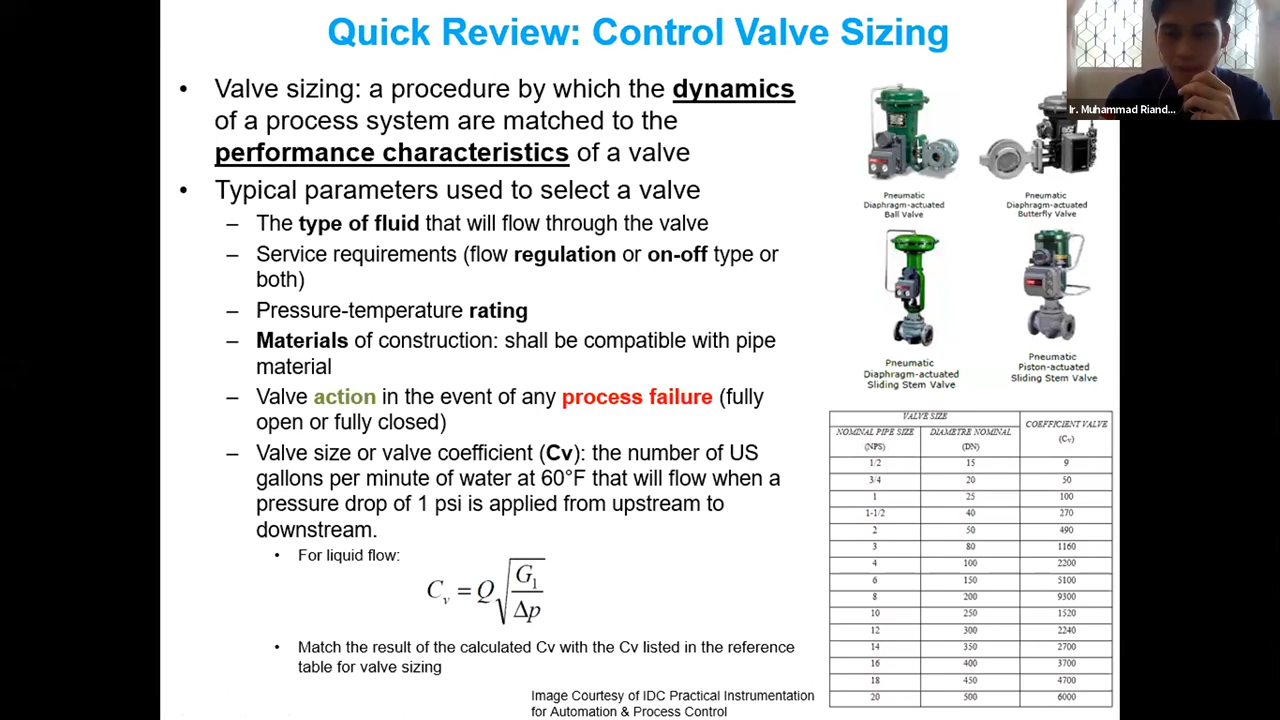 Quick Review: Control Valve Sizing
• Valve sizing: a procedure by which the dynamics
of a process system are matched to the
performance characteristics of a valve
• Typical parameters used to select a valve
– The type of fluid that will flow through the valve
– Service requirements (flow regulation or on-off type or
both)
– Pressure-temperature rating
– Materials of construction: shall be compatible with pipe
material
– Valve action in the event of any process failure (fully
open or fully closed)
– Valve size or valve coefficient (Cv): the number of US
gallons per minute of water at 60°F that will flow when a
pressure drop of 1 psi is applied from upstream to
downstream.
• For liquid flow:
Cv = Q√(G1/Δp)
• Match the result of the calculated Cv with the Cv listed in the reference
table for valve sizing
Image Courtesy of IDC Practical Instrumentation
for Automation & Process Control
Ir. Muhammad Riand...
Pneumatic
Diaphragm-actuated
Ball Valve
Pneumatic
Diaphragm-actuated
Butterfly Valve
Pneumatic
Diaphragm-actuated
Sliding Stem Valve
Pneumatic
Piston-actuated
Sliding Stem Valve
VALVE SIZE COEFFICIENT VALVE
NOMINAL PIPE SIZE DIAMETRE NOMINAL (Cv)
(NPS) (DN)
1/2 15 9
3/4 20 50
1 25 100
1-1/2 40 270
2 50 490
3 80 1160
4 100 2200
6 150 5100
8 200 9300
10 250 1520
12 300 2240
14 350 2700
16 400 3700
18 450 4700
20 500 6000